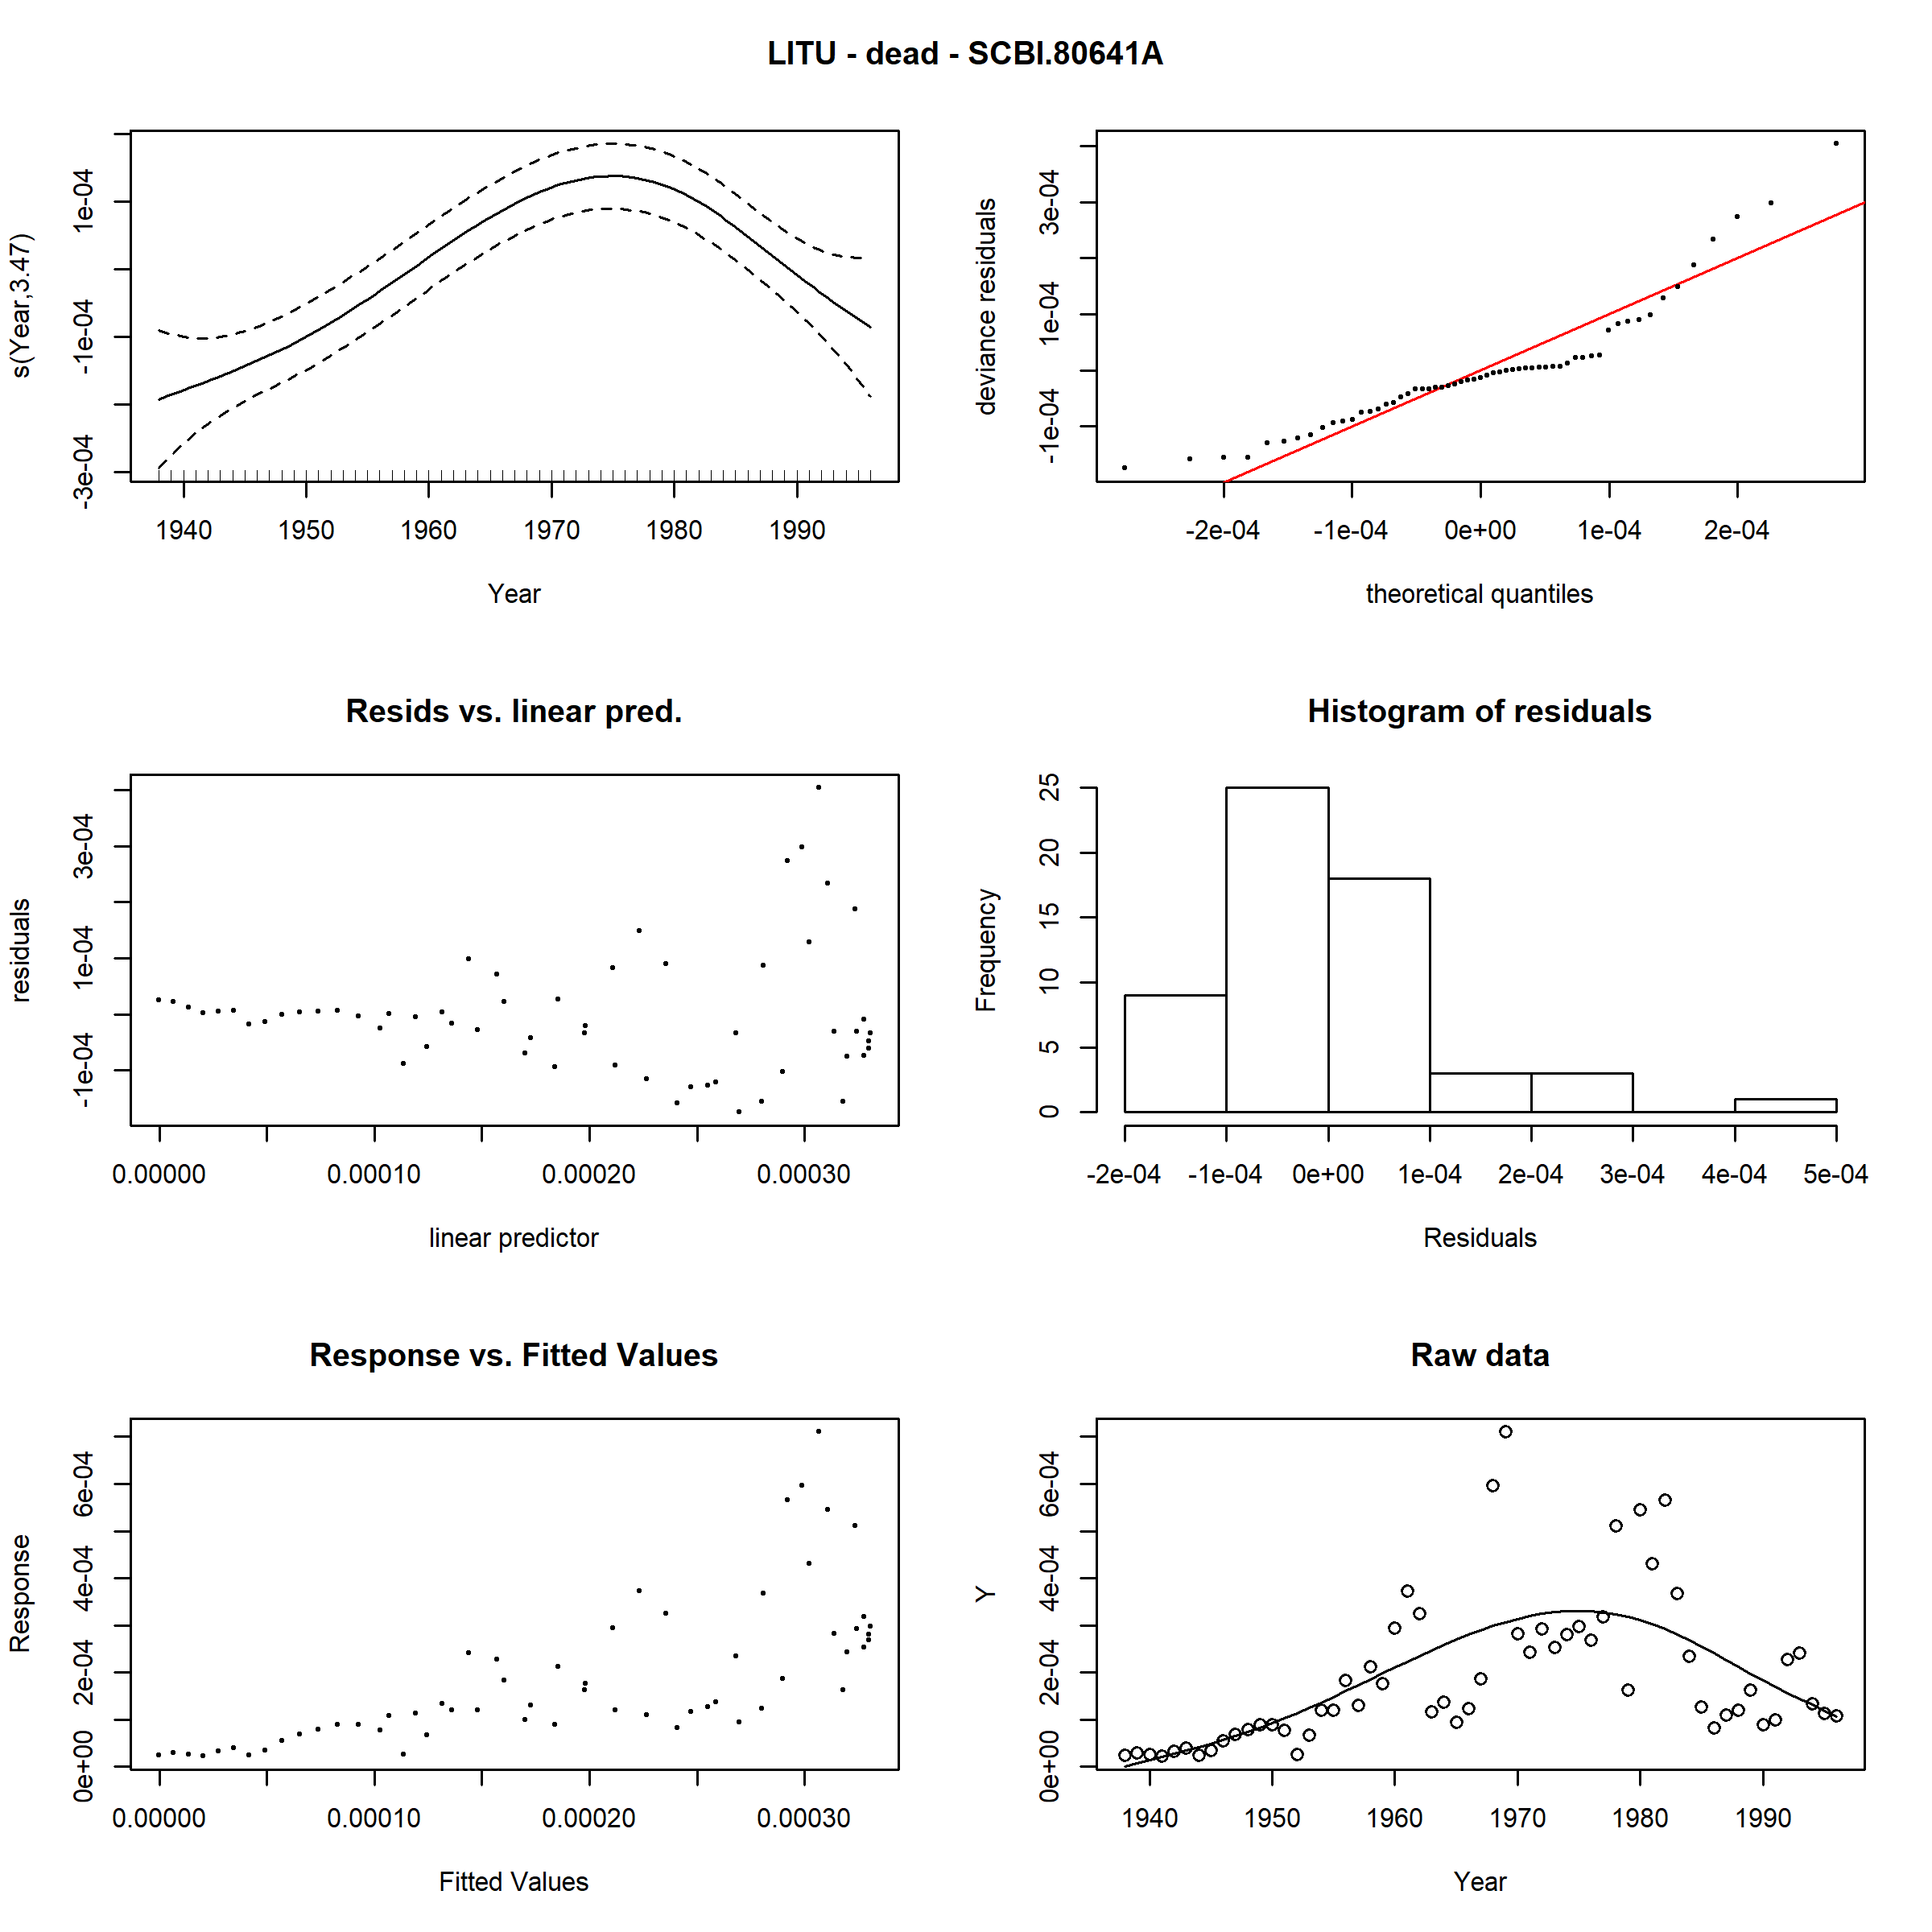 LITU - dead - SCBI.80641A
s(Year,3.47)
-3e-04 -1e-04 1e-04
1940 1950 1960 1970 1980 1990
Year
deviance residuals
-1e-04 1e-04 3e-04
-2e-04 -1e-04 0e+00 1e-04 2e-04
theoretical quantiles
Resids vs. linear pred.
residuals
-1e-04 1e-04 3e-04
0.00000 0.00010 0.00020 0.00030
linear predictor
Histogram of residuals
Frequency
0 5 10 15 20 25
-2e-04 -1e-04 0e+00 1e-04 2e-04 3e-04 4e-04 5e-04
Residuals
Response vs. Fitted Values
Response
0e+00 2e-04 4e-04 6e-04
0.00000 0.00010 0.00020 0.00030
Fitted Values
Raw data
Y
0e+00 2e-04 4e-04 6e-04
1940 1950 1960 1970 1980 1990
Year